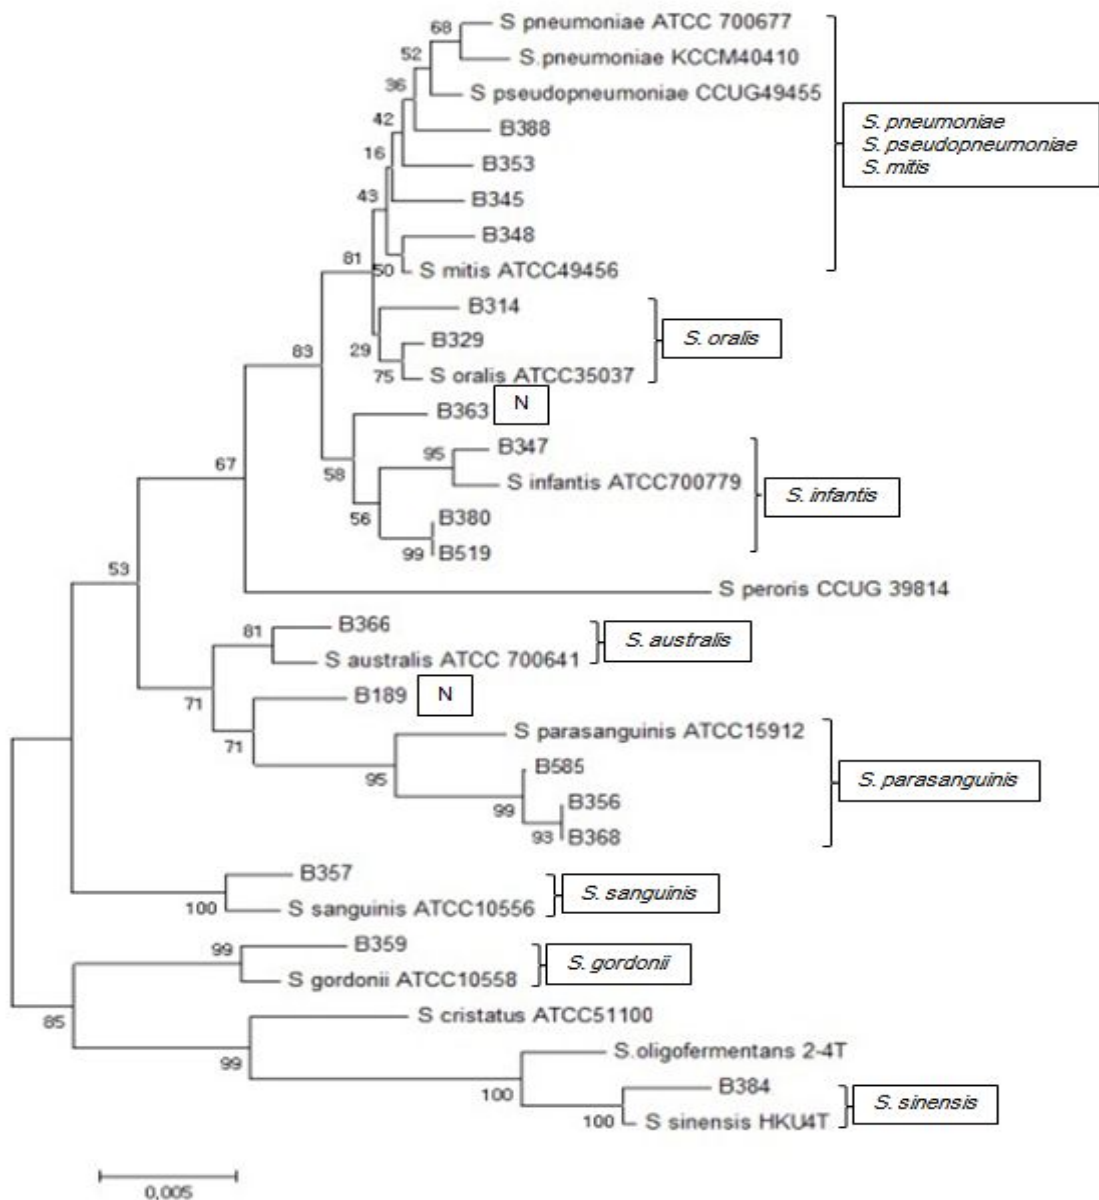 68
S pneumoniae ATCC 700677
52
S.pneumoniae KCCM40410
36
S pseudopneumoniae CCUG49455
S. pneumoniae
S. pseudopneumoniae
S. mitis
42
B388
16
B353
43
B345
B348
81
50
S mitis ATCC49456
B314
83
29
B329
S. oralis
75
S oralis ATCC35037
B363
N
67
58
95
B347
S infantis ATCC700779
S. infantis
56
B380
99
B519
53
S peroris CCUG 39814
81
B366
S. australis
S australis ATCC 700641
71
B189
N
71
S parasanguinis ATCC15912
95
B585
S. parasanguinis
99
B356
93
B368
B357
S. sanguinis
100
S sanguinis ATCC10556
99
B359
S. gordonii
S gordonii ATCC10558
85
S cristatus ATCC51100
99
S.oligofermentans 2-4T
100
B384
S. sinensis
100
S sinensis HKU4T
0,005